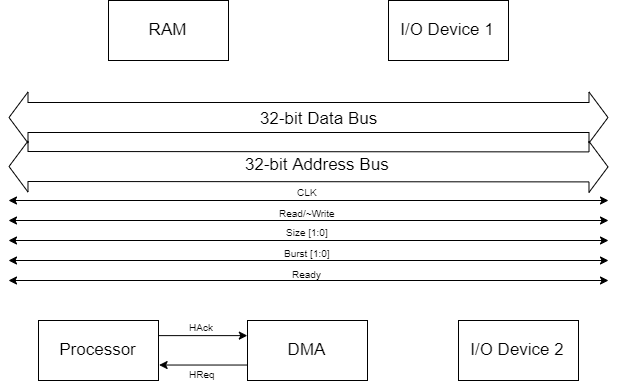 RAM
I/O Device 1
32-bit Data Bus
32-bit Address Bus
CLK
Read/~Write
Size [1:0]
Burst [1:0]
Ready
Processor
HAck
HReq
DMA
I/O Device 2